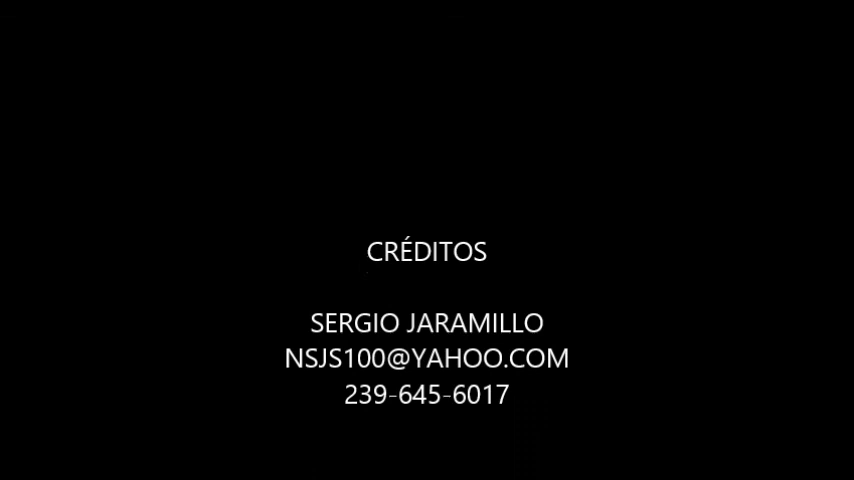 CRÉDITOS
SERGIO JARAMILLO
NSJS100@YAHOO.COM
239-645-6017